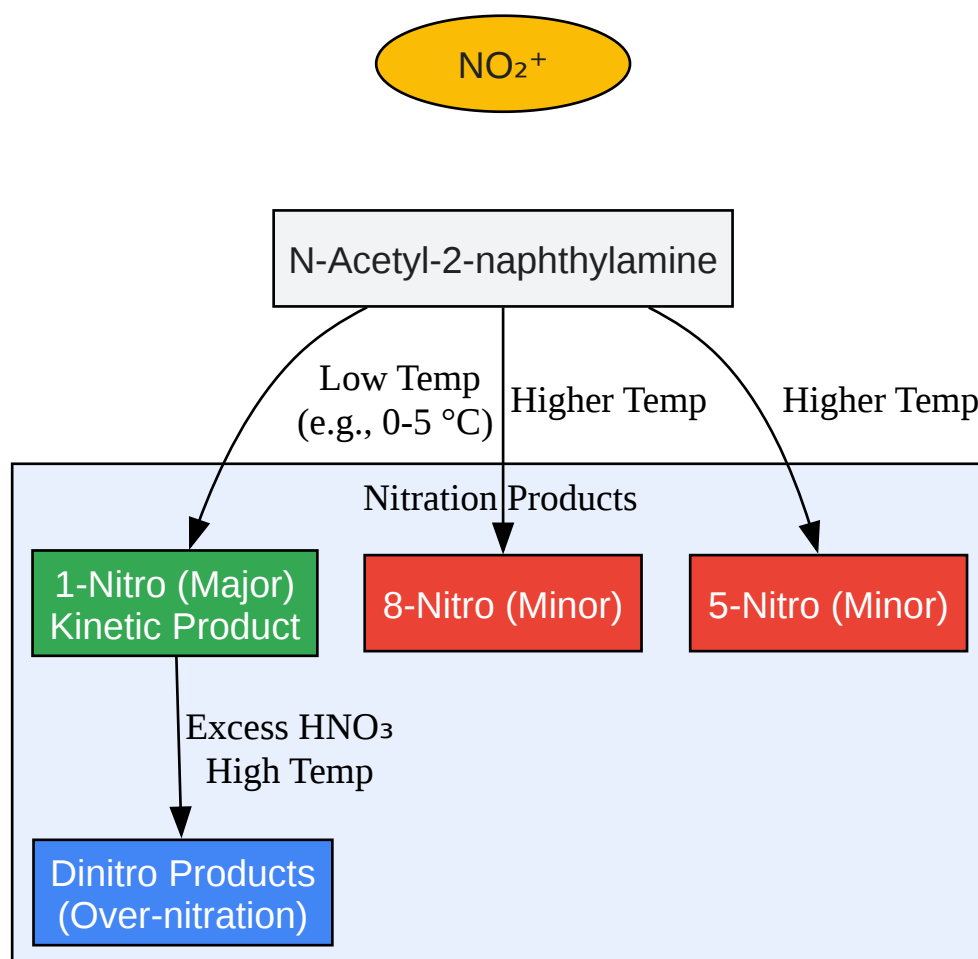 NO₂⁺
N-Acetyl-2-naphthylamine
Low Temp
(e.g., 0-5 °C)
Higher Temp
Higher Temp
Nitration Products
1-Nitro (Major)
Kinetic Product
8-Nitro (Minor)
5-Nitro (Minor)
Excess HNO₃
High Temp
Dinitro Products
(Over-nitration)